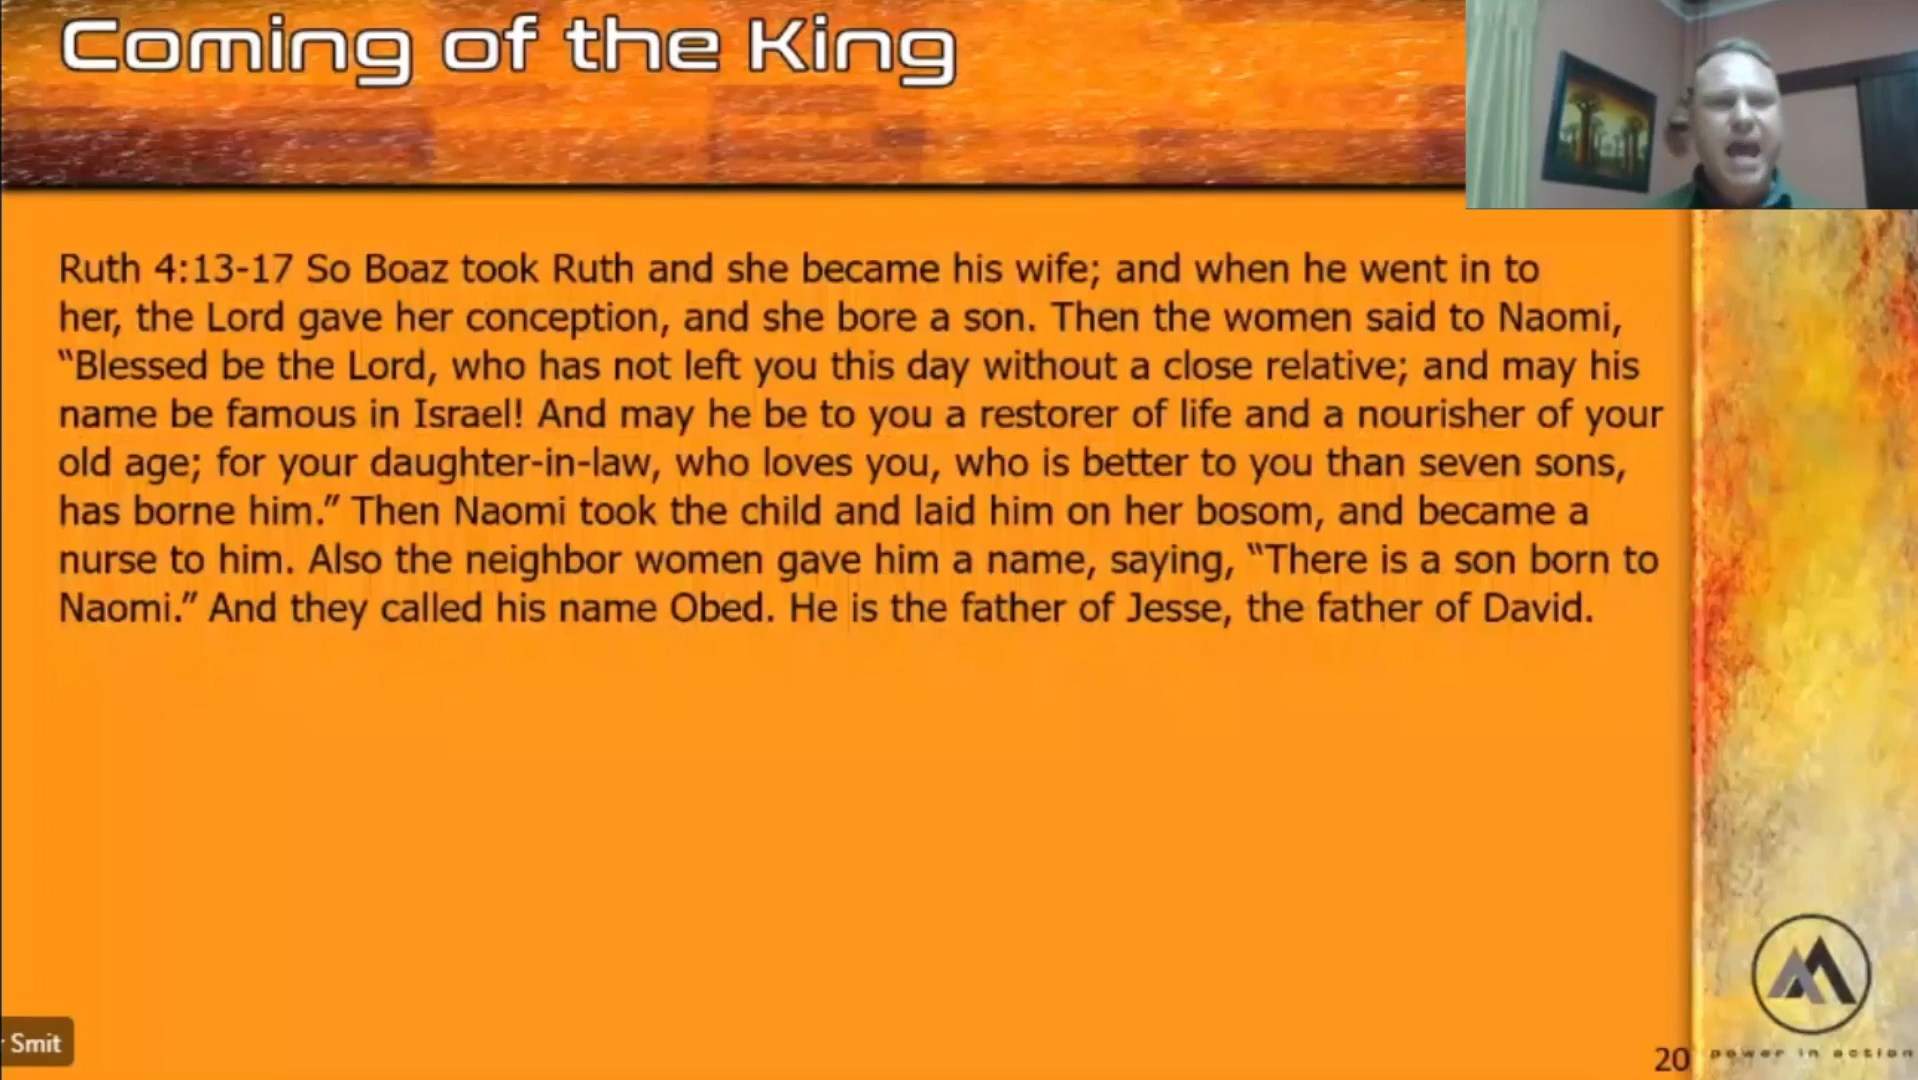 Coming of the King
Ruth 4:13-17 So Boaz took Ruth and she became his wife; and when he went in to
her, the Lord gave her conception, and she bore a son. Then the women said to Naomi,
“Blessed be the Lord, who has not left you this day without a close relative; and may his
name be famous in Israel! And may he be to you a restorer of life and a nourisher of your
old age; for your daughter-in-law, who loves you, who is better to you than seven sons,
has borne him.” Then Naomi took the child and laid him on her bosom, and became a
nurse to him. Also the neighbor women gave him a name, saying, “There is a son born to
Naomi.” And they called his name Obed. He is the father of Jesse, the father of David.
r Smit
20
power in action